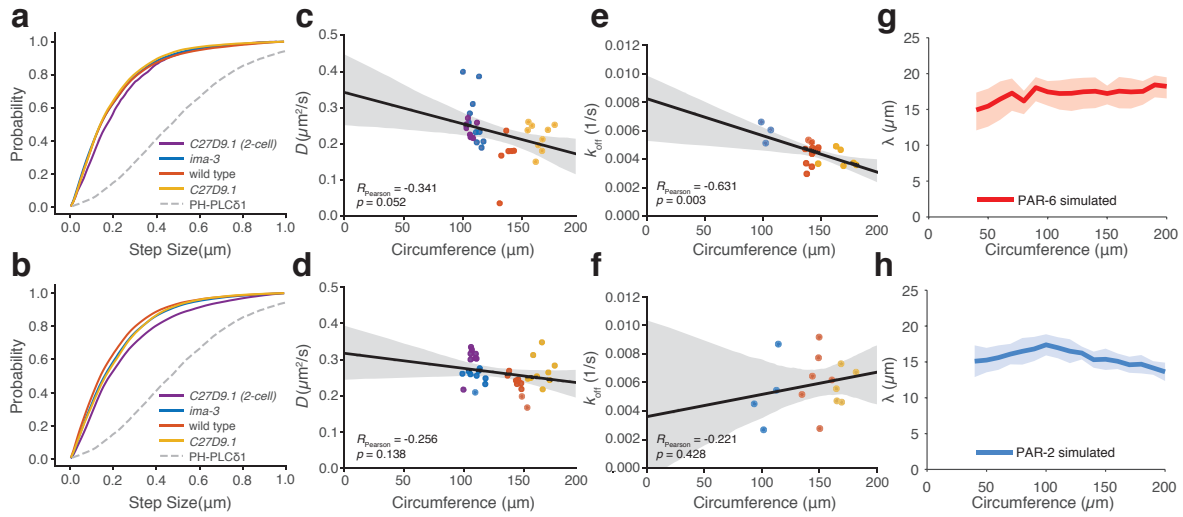 a
Probability
1.0
0.8
0.6
0.4
0.2
0.0
C27D9.1 (2-cell)
ima-3
wild type
C27D9.1
PH-PLCδ1
0.0 0.2 0.4 0.6 0.8 1.0
Step Size(µm)
c
D(µm²/s)
0.5
0.4
0.3
0.2
0.1
0.0
R Pearson = -0.341
p = 0.052
0 50 100 150 200
Circumference (µm)
e
k off (1/s)
0.012
0.010
0.008
0.006
0.004
0.002
0.000
R Pearson = -0.631
p = 0.003
0 50 100 150 200
Circumference (µm)
g
λ (µm)
25
20
15
10
5
0
PAR-6 simulated
0 50 100 150 200
Circumference (µm)
b
Probability
1.0
0.8
0.6
0.4
0.2
0.0
C27D9.1 (2-cell)
ima-3
wild type
C27D9.1
PH-PLCδ1
0.0 0.2 0.4 0.6 0.8 1.0
Step Size(µm)
d
D(µm²/s)
0.5
0.4
0.3
0.2
0.1
0.0
R Pearson = -0.256
p = 0.138
0 50 100 150 200
Circumference (µm)
f
k off (1/s)
0.0012
0.010
0.008
0.006
0.004
0.002
0.000
R Pearson = -0.221
p = 0.428
0 50 100 150 200
Circumference (µm)
h
λ (µm)
25
20
15
10
5
0
PAR-2 simulated
0 50 100 150 200
Circumference (µm)